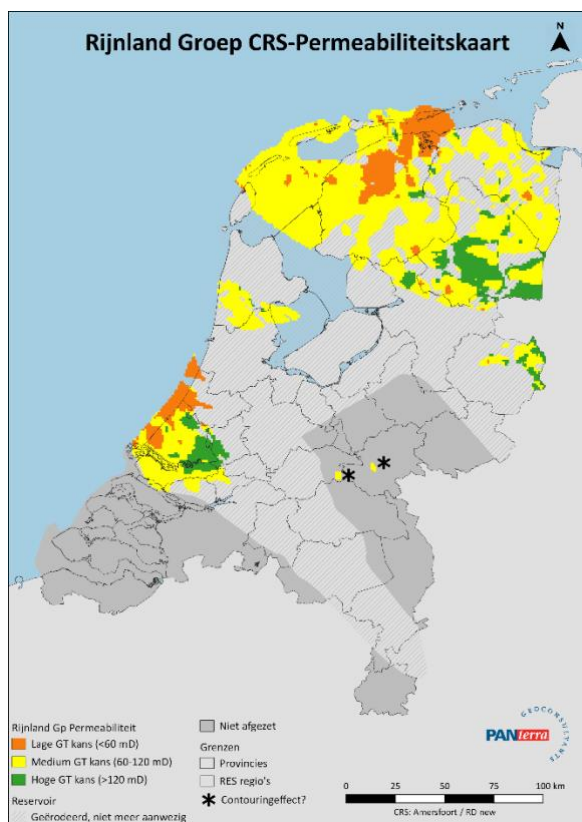 Rijnland Groep CRS-Permeabiliteitskaart
N
Rijnland Gp Permeabiliteit
Lage GT kans (<60 mD)
Medium GT kans (60-120 mD)
Hoge GT kans (>120 mD)
Reservoir
Geërodeerd, niet meer aanwezig
Niet afgezet
Grenzen
Provincies
RES regio's
Contouringeffect?
PANterra
GEOCONSULTANTS
0 25 50 75 100 km
CRS: Amersfoort / RD new